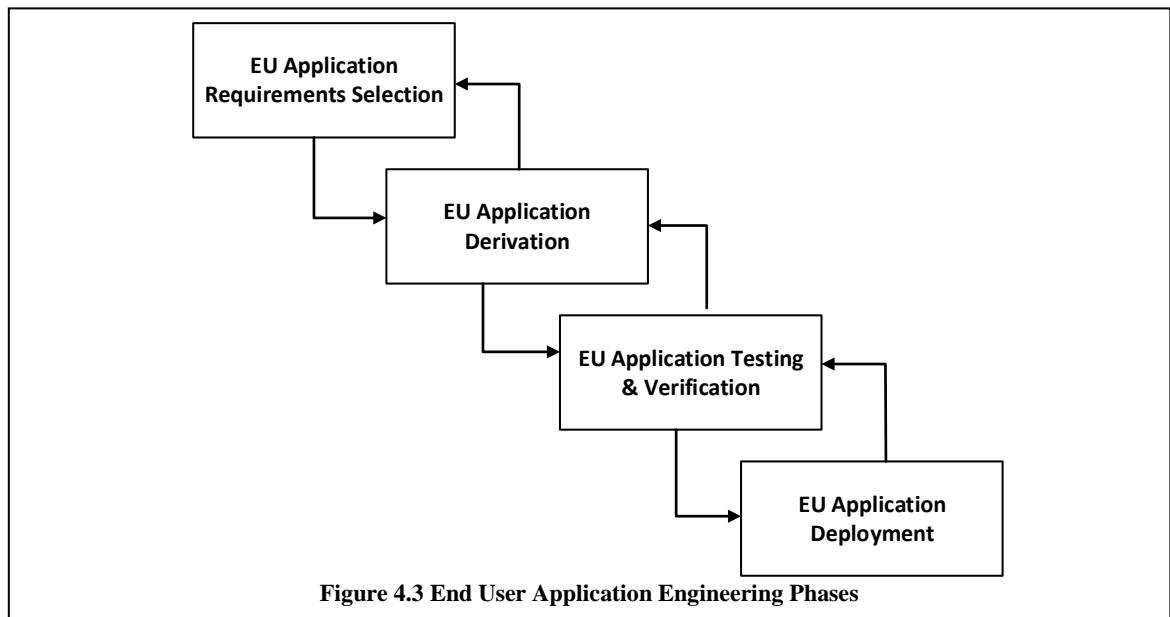 EU Application
Requirements Selection
EU Application
Derivation
EU Application Testing
& Verification
EU Application
Deployment
Figure 4.3 End User Application Engineering Phases